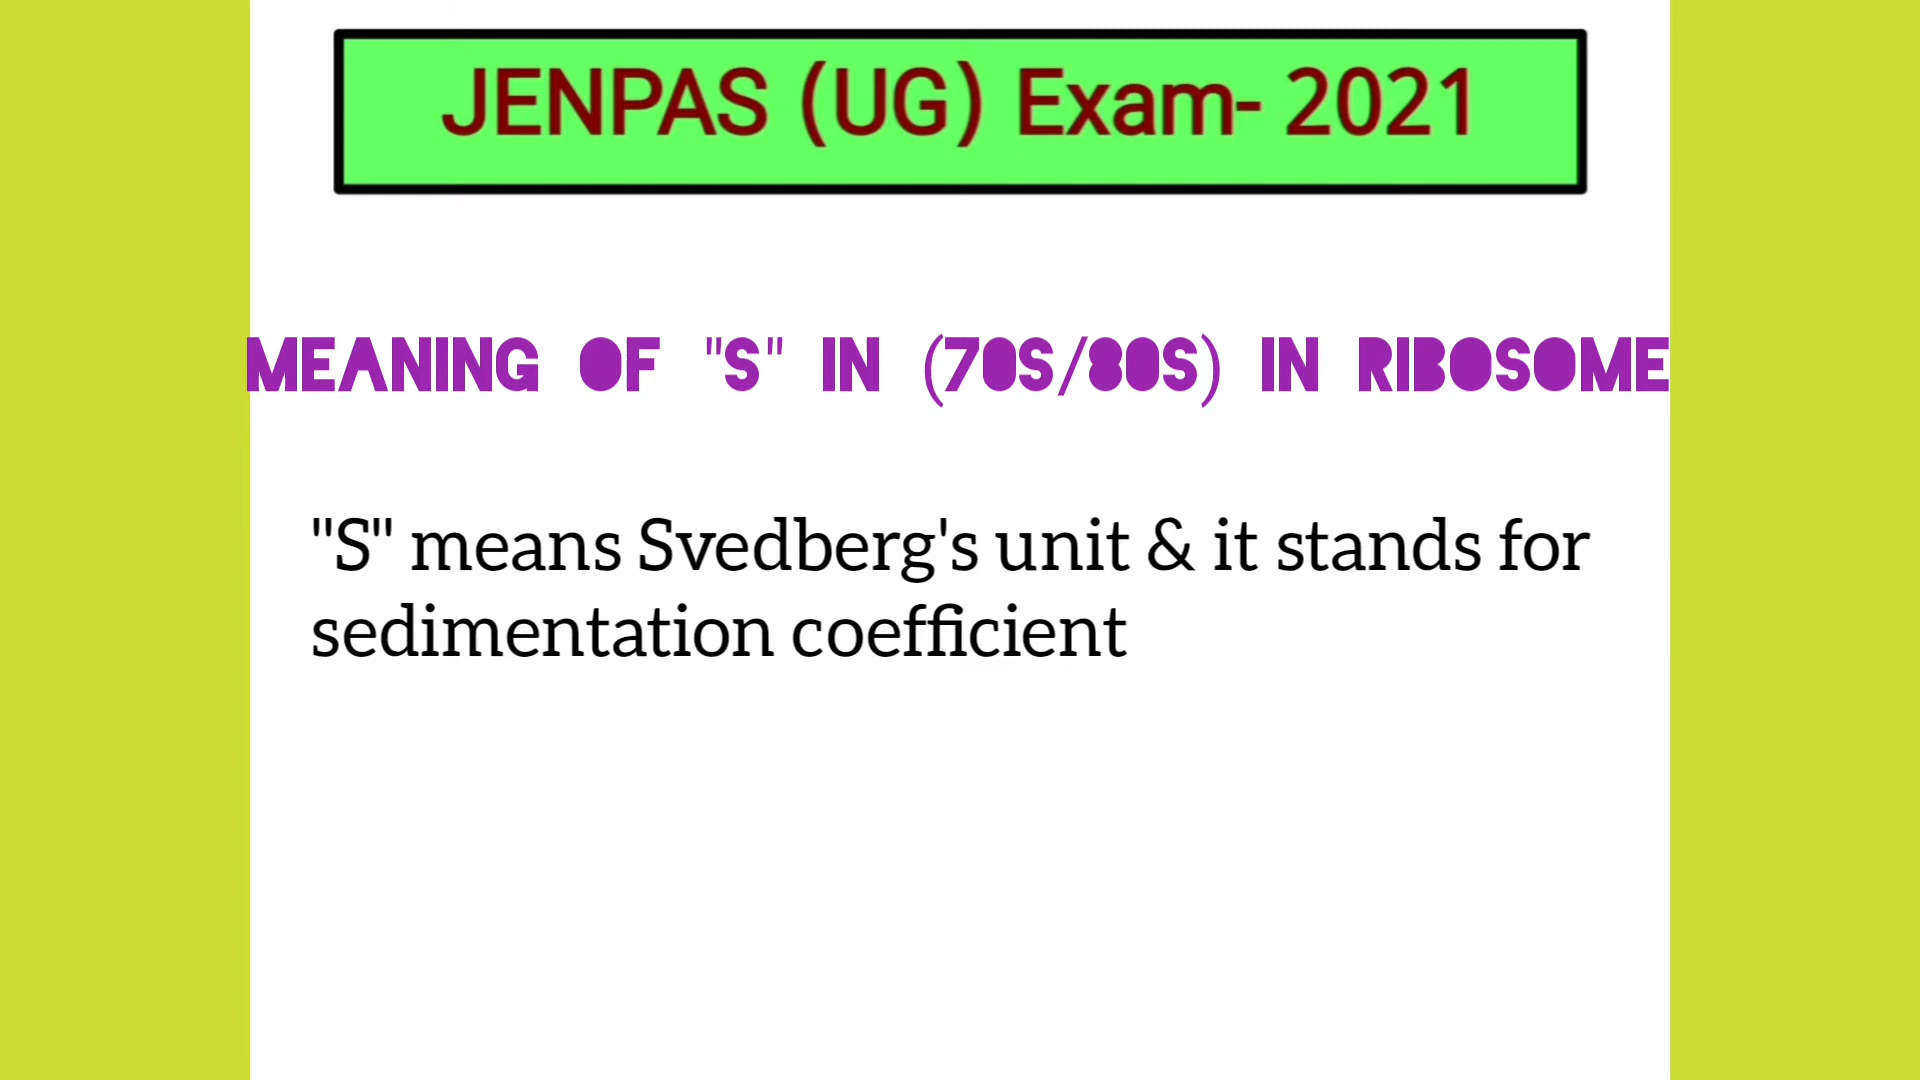 JENPAS (UG) Exam- 2021
MEANING OF "S" IN (70S/80S) IN RIBOSOME
"S" means Svedberg's unit & it stands for
sedimentation coefficient